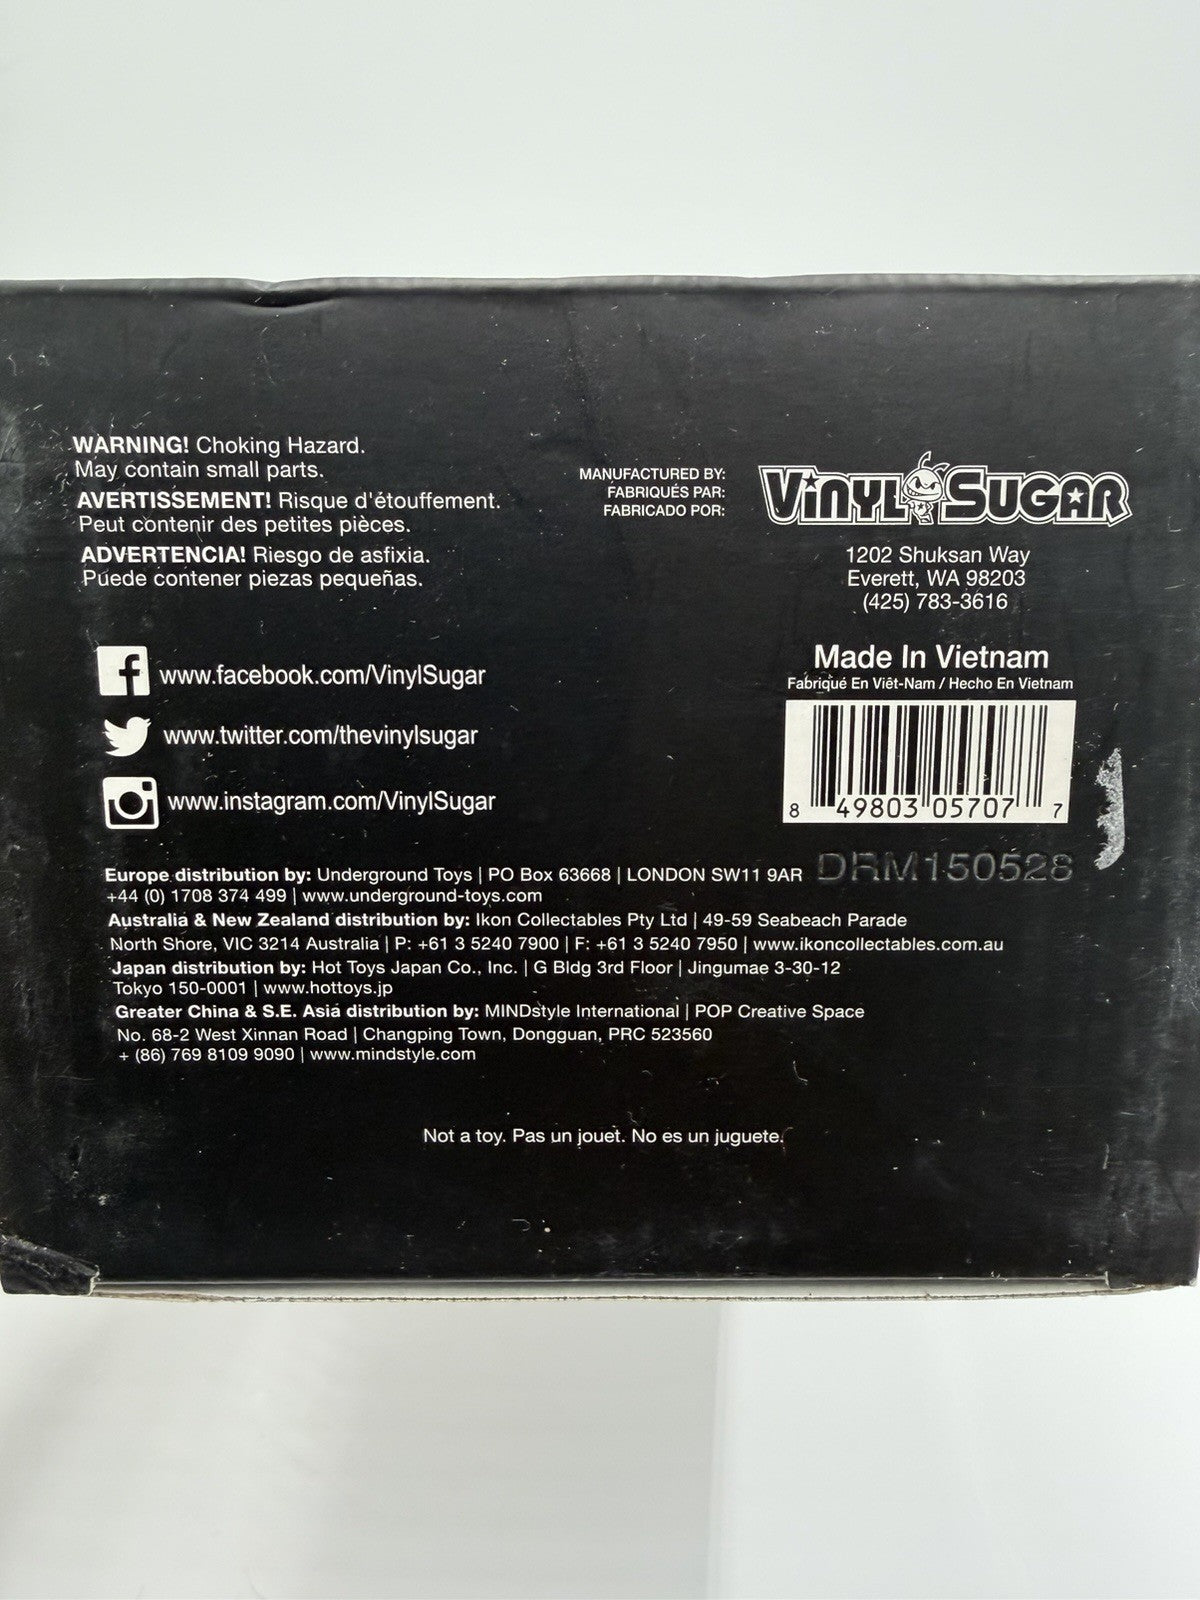 WARNING! Choking Hazard.
May contain small parts.
AVERTISSEMENT! Risque d'étouffement.
Peut contenir des petites pièces.
ADVERTENCIA! Riesgo de asfixia.
Puede contener piezas pequeñas.
MANUFACTURED BY:
FABRIQUÉS PAR:
FABRICADO POR:
VINYL SUGAR
1202 Shuksan Way
Everett, WA 98203
(425) 783-3616
Made In Vietnam
Fabriqué En Viêt-Nam / Hecho En Vietnam
8 49803 05707 7
DRM150528
www.facebook.com/VinylSugar
www.twitter.com/thevinylsugar
www.instagram.com/VinylSugar
Europe distribution by: Underground Toys | PO Box 63668 | LONDON SW11 9AR
+44 (0) 1708 374 499 | www.underground-toys.com
Australia & New Zealand distribution by: Ikon Collectables Pty Ltd | 49-59 Seabeach Parade
North Shore, VIC 3214 Australia | P: +61 3 5240 7900 | F: +61 3 5240 7950 | www.ikoncollectables.com.au
Japan distribution by: Hot Toys Japan Co., Inc. | G Bldg 3rd Floor | Jingumae 3-30-12
Tokyo 150-0001 | www.hottoys.jp
Greater China & S.E. Asia distribution by: MINDstyle International | POP Creative Space
No. 68-2 West Xinnan Road | Changping Town, Dongguan, PRC 523560
+ (86) 769 8109 9090 | www.mindstyle.com
Not a toy. Pas un jouet. No es un juguete.